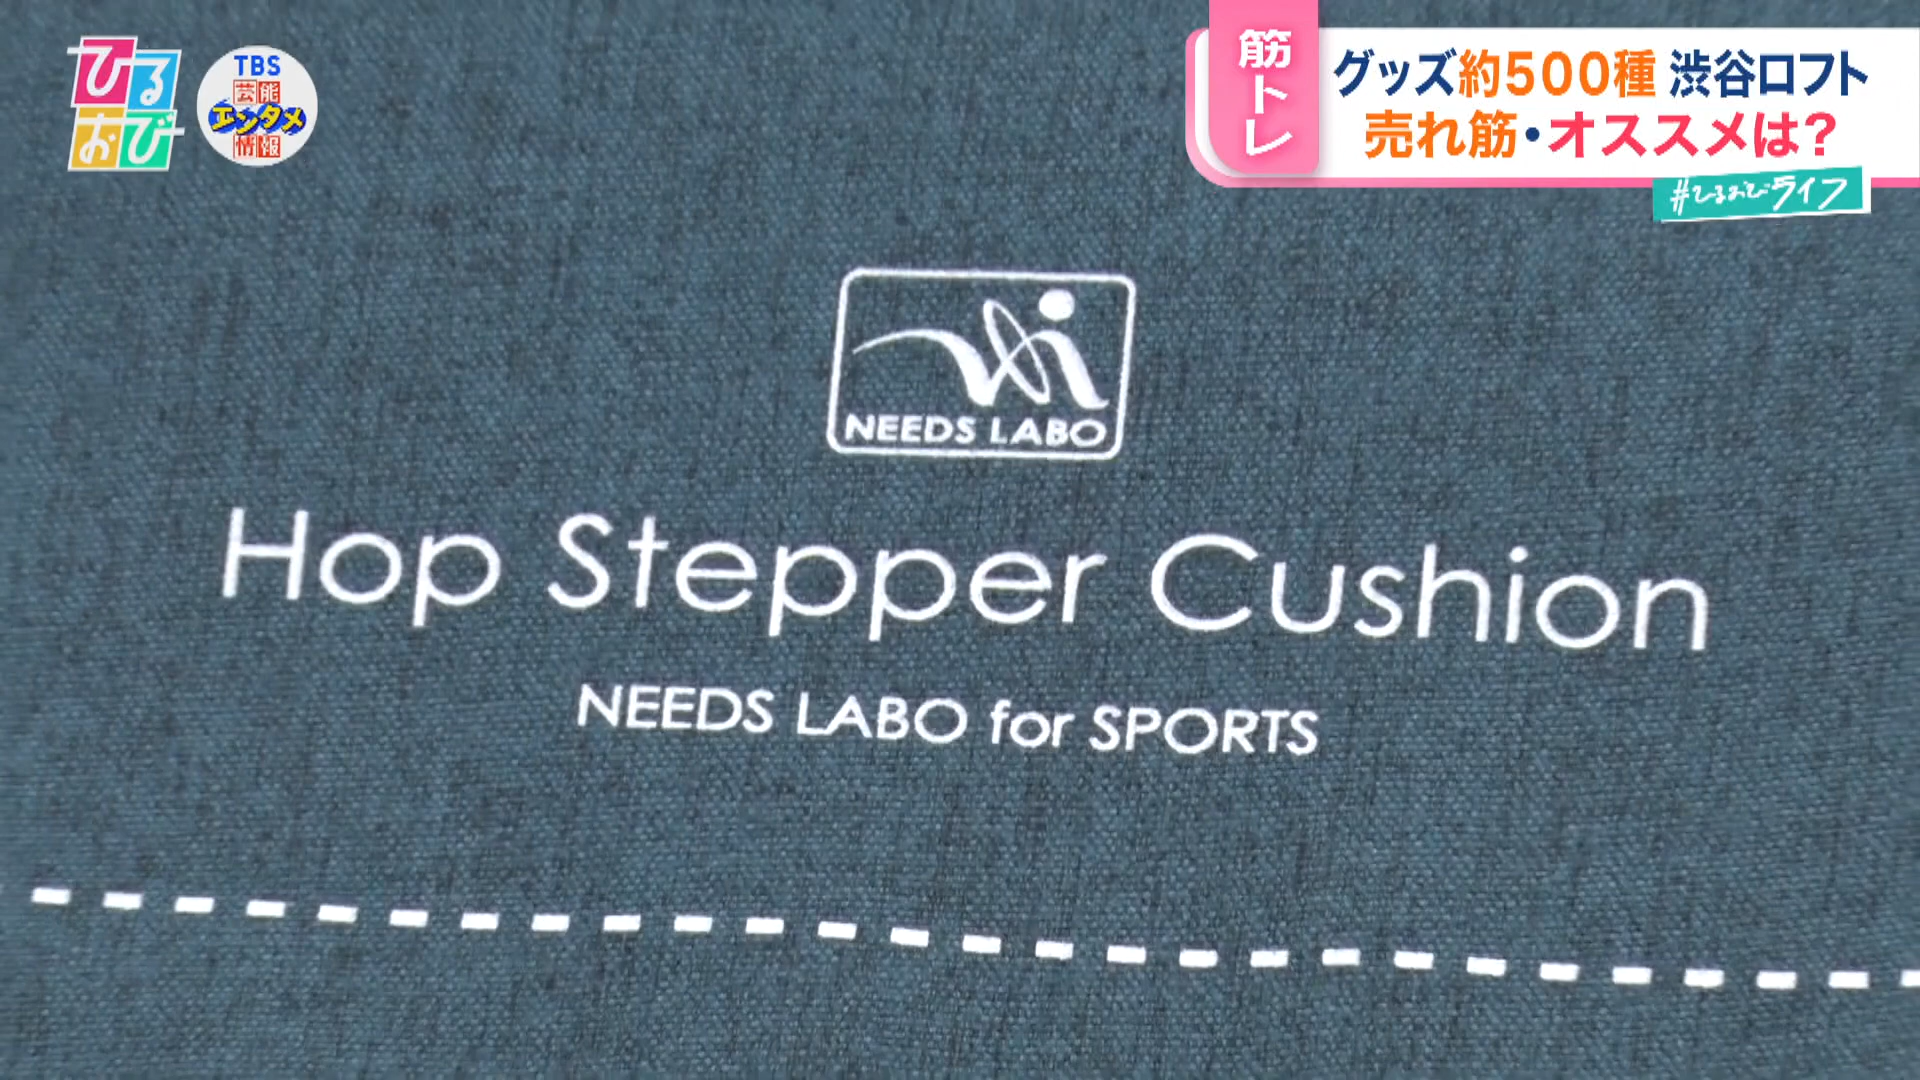 ひるおび
TBS
芸能
エンタメ
情報
筋トレ
グッズ約500種 渋谷ロフト
売れ筋・オススメは?
#ひるおびライフ
NEEDS LABO
Hop Stepper Cushion
NEEDS LABO for SPORTS